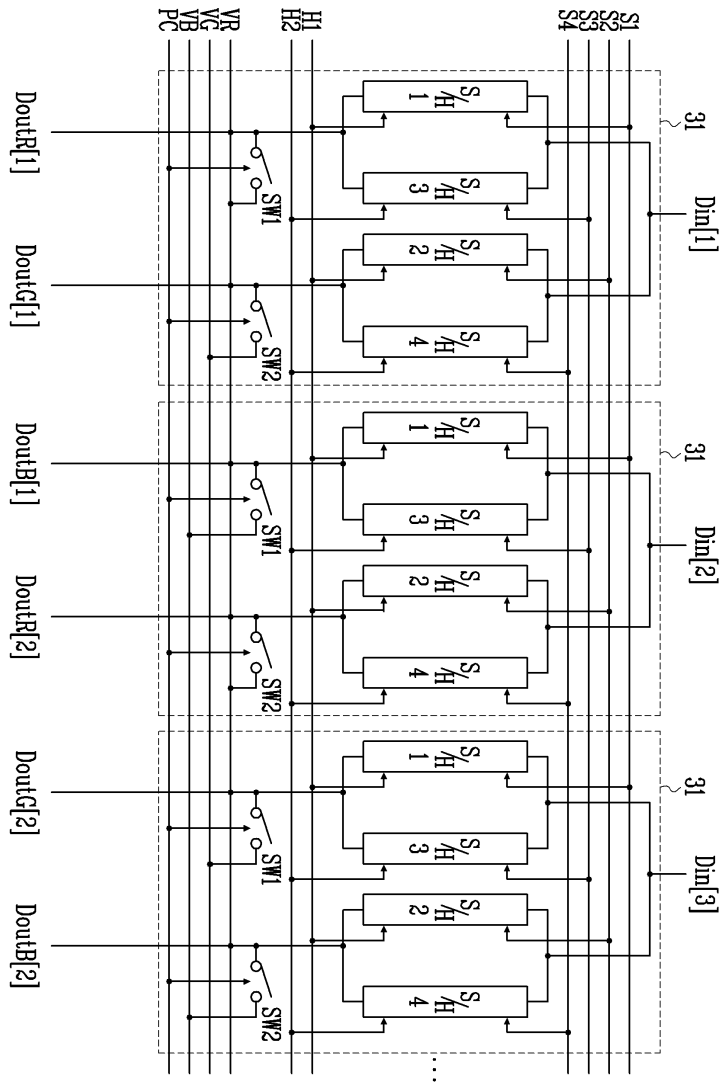 Din[1]
Din[2]
Din[3]
31
31
31
S1
S2
S3
S4
S/H
1
S/H
3
S/H
2
S/H
4
S/H
1
S/H
3
S/H
2
S/H
4
S/H
1
S/H
3
S/H
2
S/H
4
...
H1
H2
SW1
SW2
SW1
SW2
SW1
SW2
VR
VG
VB
PC
DoutR[1]
DoutG[1]
DoutB[1]
DoutR[2]
DoutG[2]
DoutB[2]